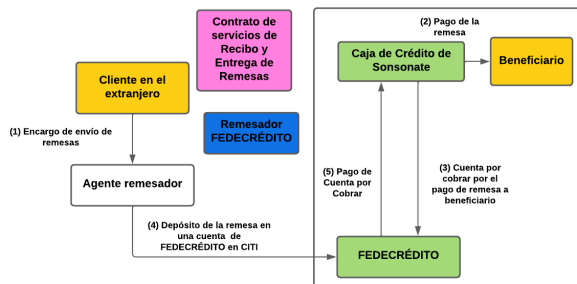 Contrato de
servicios de
Recibo y
Entrega de
Remesas
(2) Pago de la
remesa
Caja de Crédito de
Sonsonate
Beneficiario
Cliente en el
extranjero
Remesador
FEDECRÉDITO
(1) Encargo de envío de
remesas
Agente remesador
(5) Pago de
Cuenta por
Cobrar
(3) Cuenta por
cobrar por el
pago de remesa a
beneficiario
(4) Depósito de la remesa en
una cuenta de
FEDECRÉDITO en CITI
FEDECRÉDITO